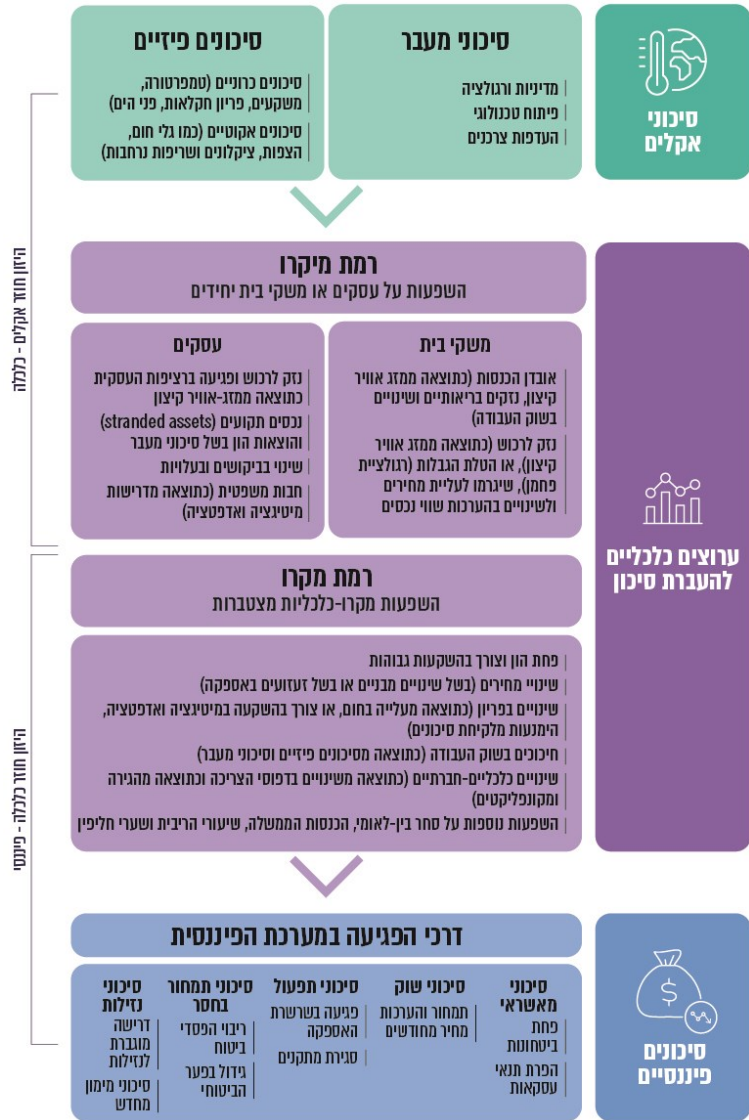 סיכוני
אקלים
סיכוני מעבר
מדיניות ורגולציה
פיתוח טכנולוגי
העדפות צרכנים
סיכונים פיזיים
סיכונים כרוניים (טמפרטורה,
משקעים, פריון חקלאות, פני הים)
סיכונים אקוטיים (כמו גלי חום,
הצפות, ציקלונים ושריפות נרחבות)
היזון חוזר אקלים - כלכלה
ערוצים כלכליים
להעברת סיכון
רמת מיקרו
השפעות על עסקים או משקי בית יחידים
משקי בית
אובדן הכנסות (כתוצאה ממזג אוויר
קיצון, נזקים בריאותיים ושינויים
בשוק העבודה)
נזק לרכוש (כתוצאה ממזג אוויר
קיצון), או הטלת הגבלות (רגולציית
פחמן), שיגרמו לעליית מחירים
ולשינויים בהערכות שווי נכסים
עסקים
נזק לרכוש ופגיעה ברציפות העסקית
כתוצאה ממזג-אוויר קיצון
נכסים תקועים (stranded assets)
והוצאות הון בשל סיכוני מעבר
שינוי בביקושים ובעלויות
חבות משפטית (כתוצאה מדרישות
מיטיגציה ואדפטציה)
רמת מקרו
השפעות מקרו-כלכליות מצטברות
פחת הון וצורך בהשקעות גבוהות
שינויי מחירים (בשל שינויים מבניים או בשל זעזועים באספקה)
שינויים בפריון (כתוצאה מעלייה בחום, או צורך בהשקעה במיטיגציה ואדפטציה,
הימנעות מלקיחת סיכונים)
חיכוכים בשוק העבודה (כתוצאה מסיכונים פיזיים וסיכוני מעבר)
שינויים כלכליים-חברתיים (כתוצאה משינויים בדפוסי הצריכה וכתוצאה מהגירה
ומקונפליקטים)
השפעות נוספות על סחר בין-לאומי, הכנסות הממשלה, שיעורי הריבית ושערי חליפין
היזון חוזר כלכלה - פיננסי
סיכונים
פיננסיים
דרכי הפגיעה במערכת הפיננסית
סיכוני
מאשראי
פחת
ביטחונות
הפרת תנאי
עסקאות
סיכוני שוק
תמחור והערכות
מחיר מחודשים
סיכוני תפעול
פגיעה בשרשרת
האספקה
סגירת מתקנים
סיכוני תמחור
בחסר
ריבוי הפסדי
ביטוח
גידול בפער
הביטוחי
סיכוני
נזילות
דרישה
מוגברת
לנזילות
סיכוני מימון
מחדש